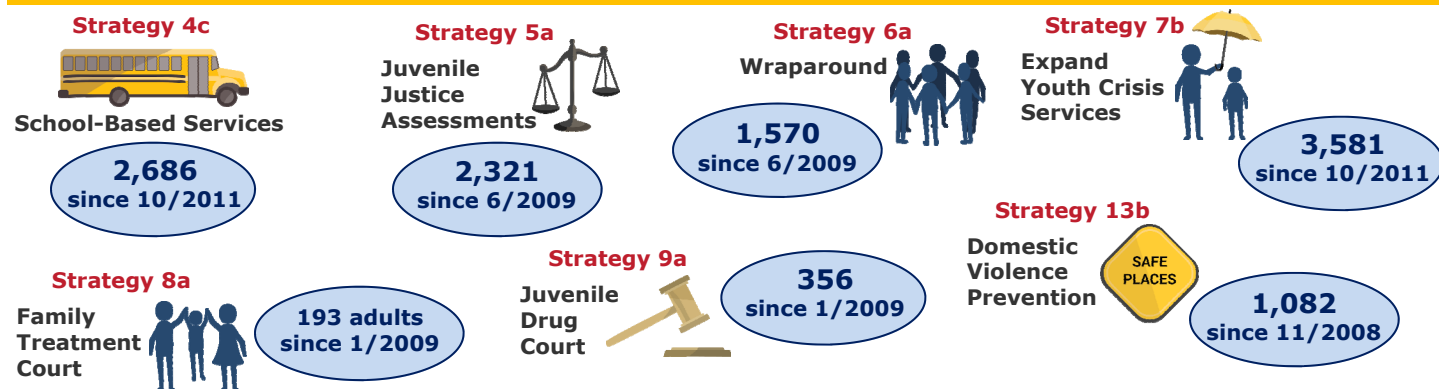 Strategy 4c
School-Based Services
2,686
since 10/2011
Strategy 5a
Juvenile
Justice
Assessments
2,321
since 6/2009
Strategy 6a
Wraparound
1,570
since 6/2009
Strategy 7b
Expand
Youth Crisis
Services
3,581
since 10/2011
Strategy 8a
Family
Treatment
Court
193 adults
since 1/2009
Strategy 9a
Juvenile
Drug
Court
356
since 1/2009
Strategy 13b
Domestic
Violence
Prevention
SAFE
PLACES
1,082
since 11/2008